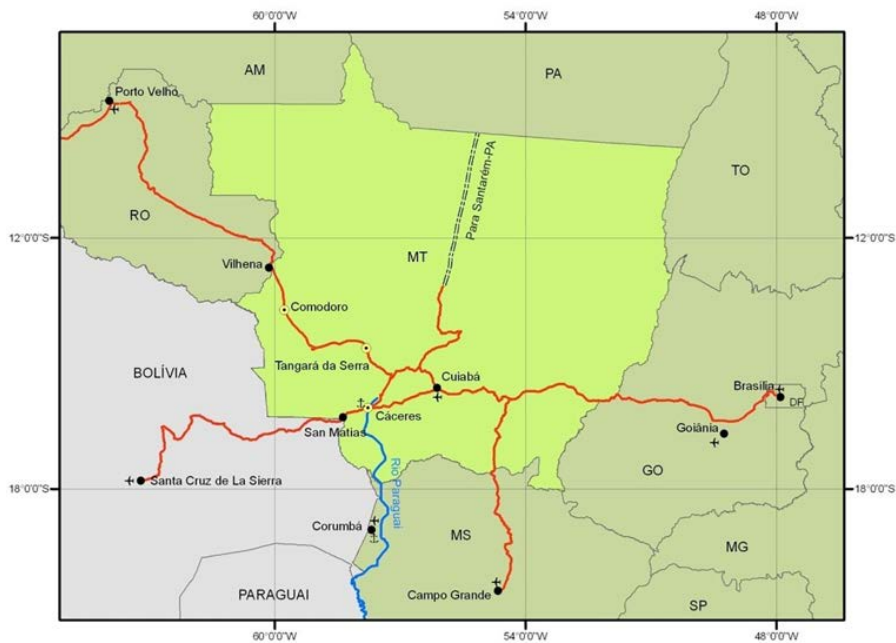 60°0'0"W
54°0'0"W
48°0'0"W
AM
PA
Porto Velho
Para Santarém-PA
TO
RO
12°0'0"S
12°0'0"S
MT
Vilhena
Comodoro
BOLÍVIA
Tangará da Serra
Cuiabá
Brasília
DF
Cáceres
San Matias
Goiânia
Rio Paraguai
GO
Santa Cruz de La Sierra
18°0'0"S
18°0'0"S
Corumbá
MS
MG
PARAGUAI
Campo Grande
SP
60°0'0"W
54°0'0"W
48°0'0"W